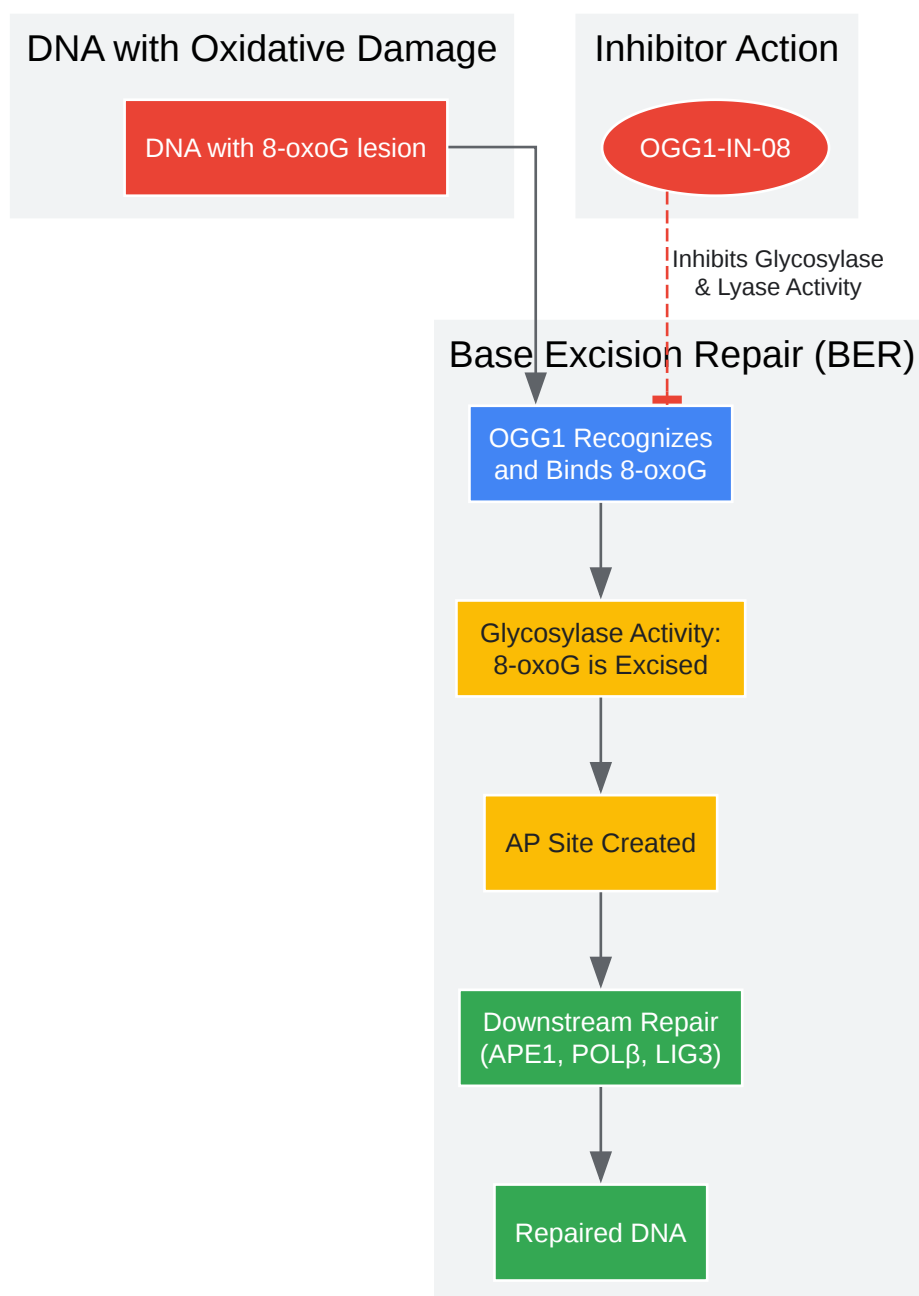 DNA with Oxidative Damage
Inhibitor Action
DNA with 8-oxoG lesion
OGG1-IN-08
Inhibits Glycosylase
& Lyase Activity
Base Excision Repair (BER)
OGG1 Recognizes
and Binds 8-oxoG
Glycosylase Activity:
8-oxoG is Excised
AP Site Created
Downstream Repair
(APE1, POLβ, LIG3)
Repaired DNA